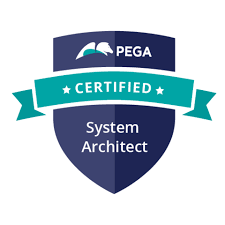 PEGA
CERTIFIED
System
Architect